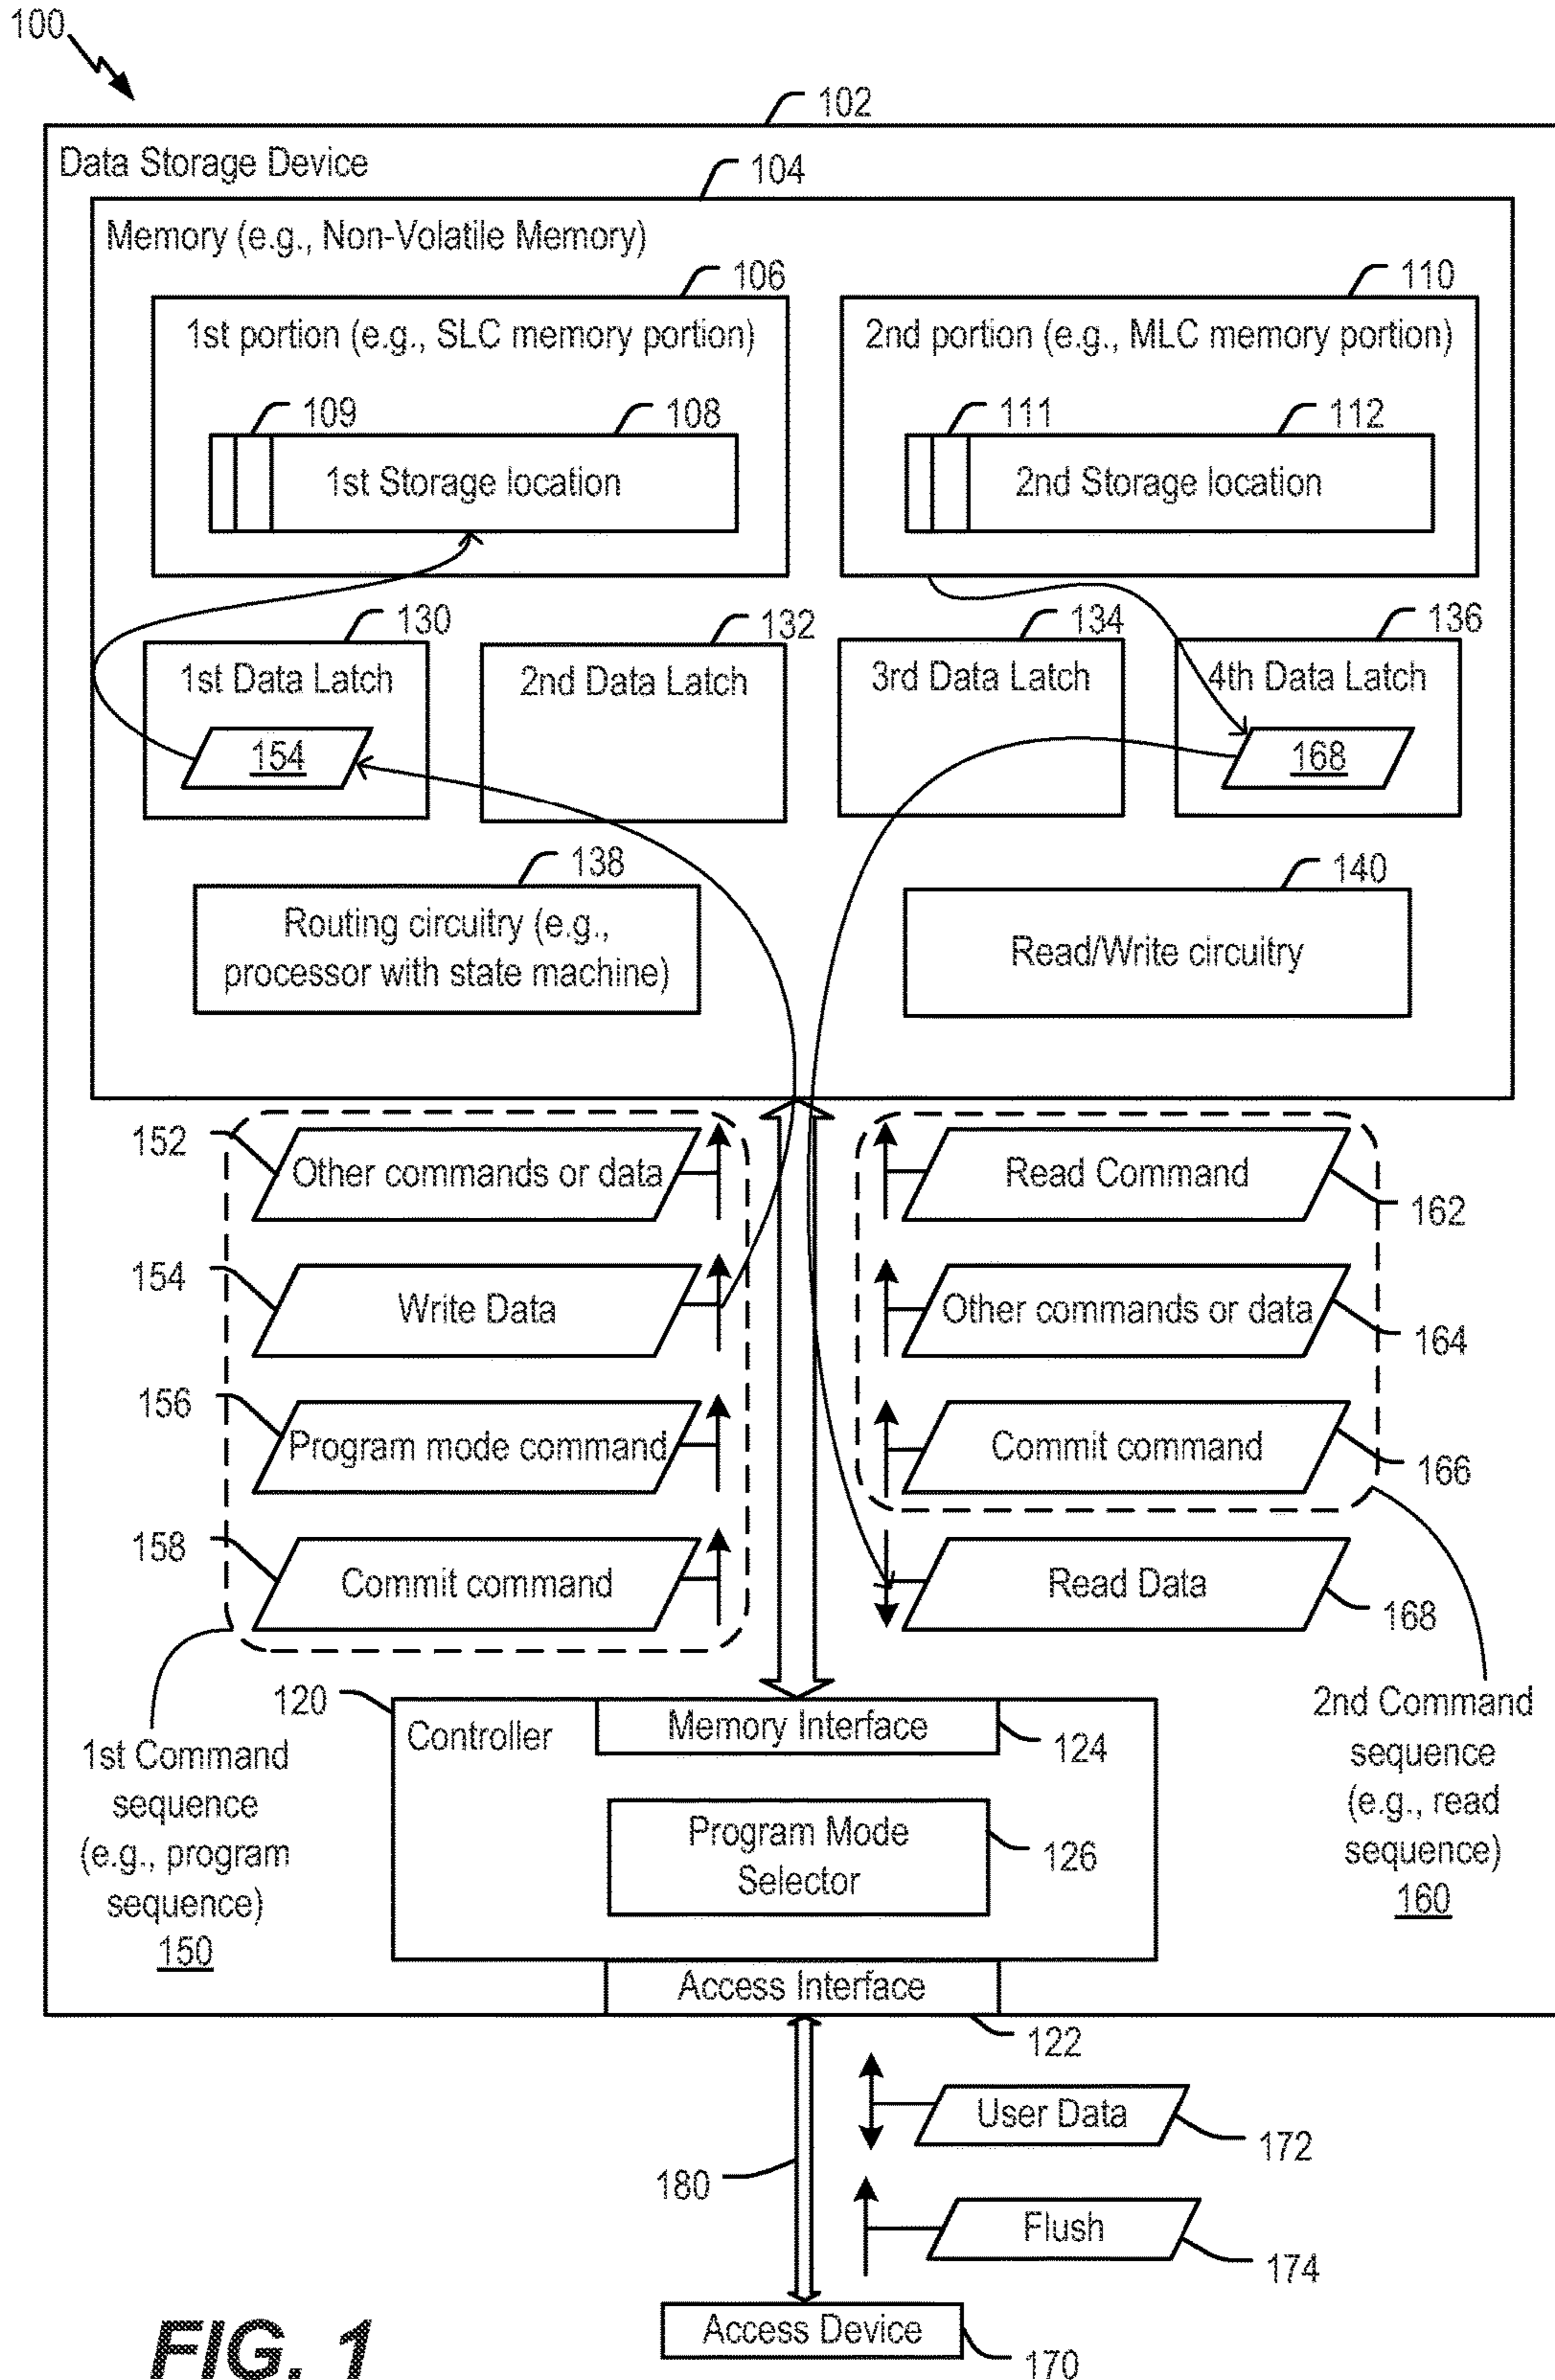 100
102
Data Storage Device
104
Memory (e.g., Non-Volatile Memory)
106
110
1st portion (e.g., SLC memory portion)
2nd portion (e.g., MLC memory portion)
109
108
111
112
1st Storage location
2nd Storage location
130
132
134
136
1st Data Latch
2nd Data Latch
3rd Data Latch
4th Data Latch
154
168
138
140
Routing circuitry (e.g.,
processor with state machine)
Read/Write circuitry
152
Other commands or data
Read Command
162
154
Write Data
Other commands or data
164
156
Program mode command
Commit command
166
158
Commit command
Read Data
168
120
Controller
Memory Interface
124
1st Command
sequence
(e.g., program
sequence)
150
Program Mode
Selector
126
2nd Command
sequence
(e.g., read
sequence)
160
Access Interface
122
User Data
172
180
Flush
174
Access Device
170
FIG. 1